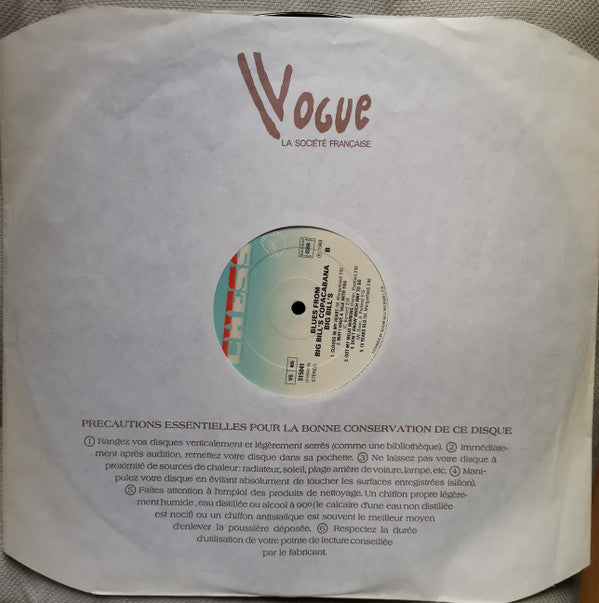 Vogue
LA SOCIÉTÉ FRANÇAISE
CHESS
BLUES FROM
BIG BILL'S COPACABANA
BIG BILL'S
B
VG 405
515041
STEREO
PRECAUTIONS ESSENTIELLES POUR LA BONNE CONSERVATION DE CE DISQUE
① Rangez vos disques verticalement et légèrement serrés (comme une bibliothèque). ② Immédiate-
ment après audition, remettez votre disque dans sa pochette. ③ Ne laissez pas votre disque à
proximité de sources de chaleur: radiateur, soleil, plage arrière de voiture, lampe, etc. ④ Mani-
pulez votre disque en évitant absolument de toucher les surfaces enregistrées (sillon).
⑤ Faites attention à l'emploi des produits de nettoyage. Un chiffon propre légère-
ment humide, eau distillée ou alcool à 90° (le calcaire d'une eau non distillée
est nocif) ou un chiffon antistatique est souvent le meilleur moyen
d'enlever la poussière déposée. ⑥ Respectez la durée
d'utilisation de votre pointe de lecture conseillée
par le fabricant.